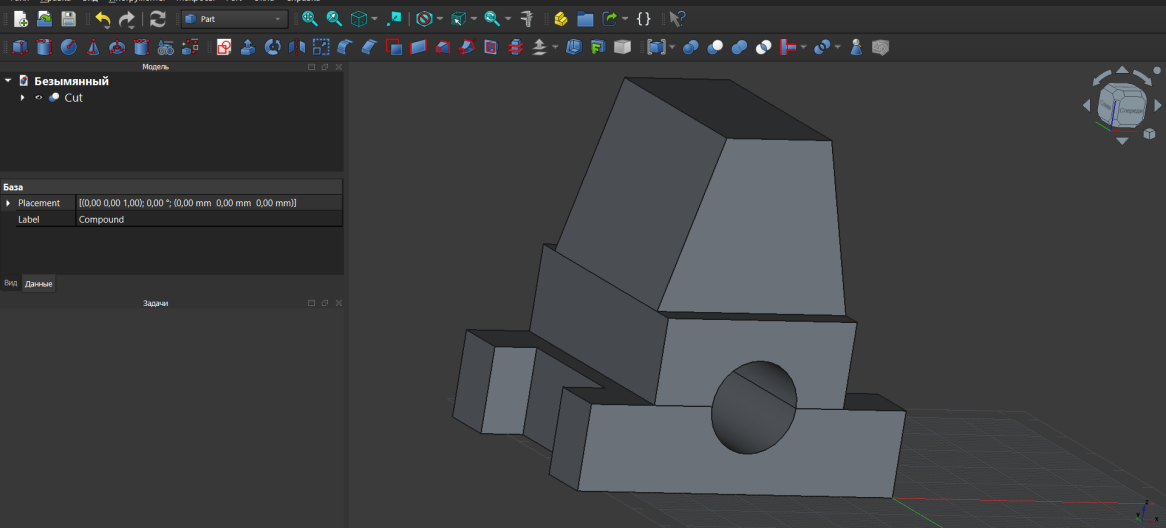 Part
Модель
Безымянный
Cut
База
Placement [(0,00 0,00 1,00); 0,00 °; (0,00 mm 0,00 mm 0,00 mm)]
Label Compound
Вид Данные
Задачи
Спереди